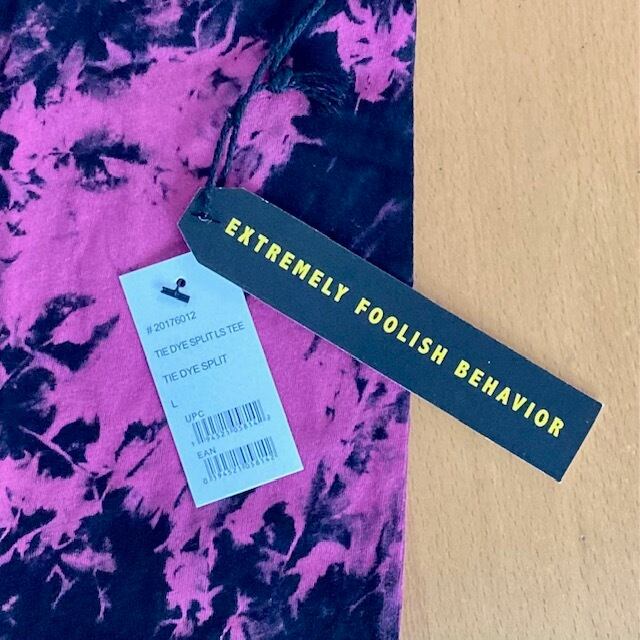 EXTREMELY FOOLISH BEHAVIOR
#20176012
TIE DYE SPLIT LS TEE
TIE DYE SPLIT
L
UPC
EAN